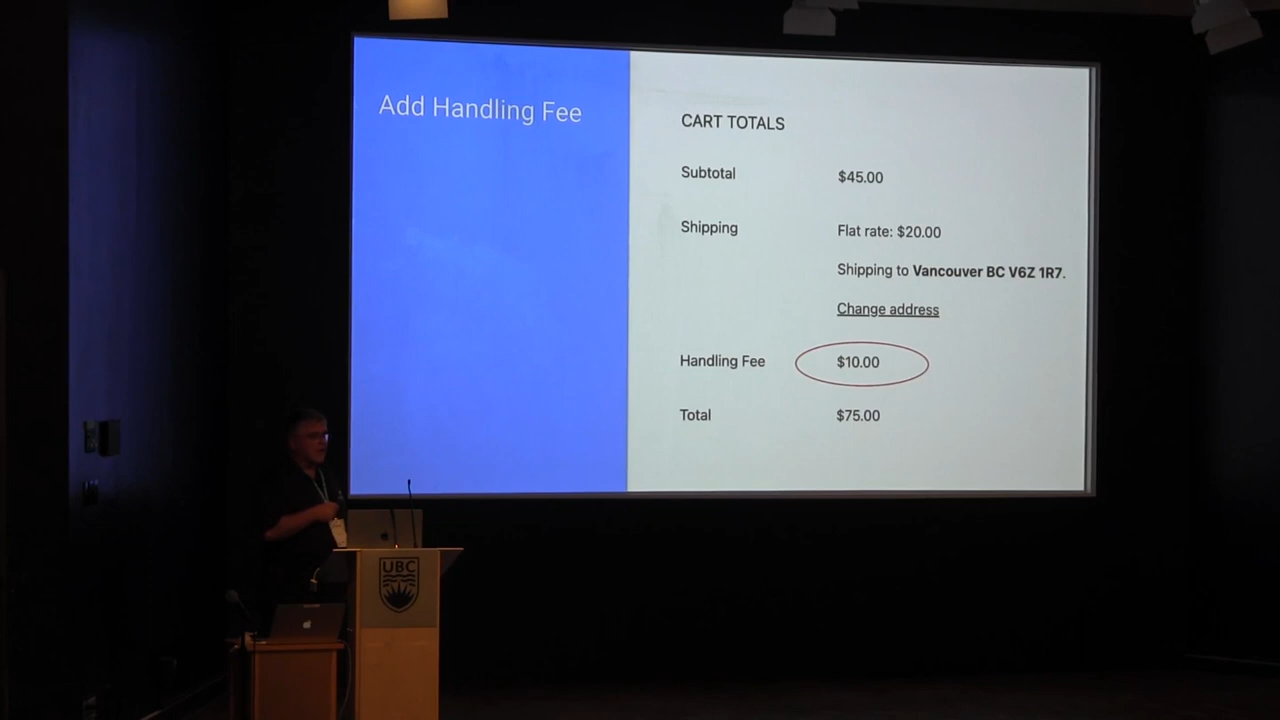 Add Handling Fee
CART TOTALS
Subtotal $45.00
Shipping Flat rate: $20.00
Shipping to Vancouver BC V6Z 1R7.
Change address
Handling Fee $10.00
Total $75.00
UBC